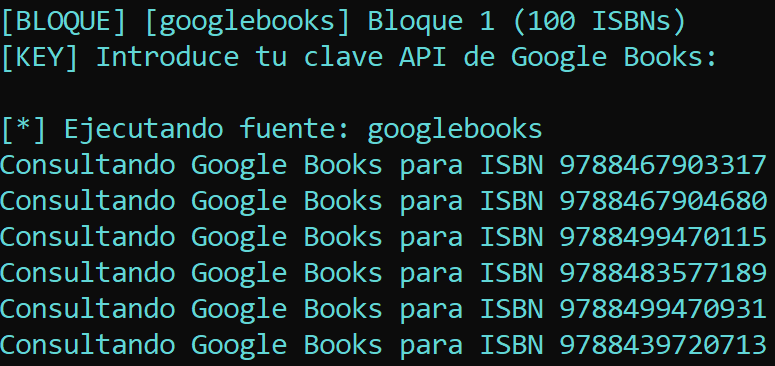 [BLOQUE] [googlebooks] Bloque 1 (100 ISBNs)
[KEY] Introduce tu clave API de Google Books:
[*] Ejecutando fuente: googlebooks
Consultando Google Books para ISBN 9788467903317
Consultando Google Books para ISBN 9788467904680
Consultando Google Books para ISBN 9788499470115
Consultando Google Books para ISBN 9788483577189
Consultando Google Books para ISBN 9788499470931
Consultando Google Books para ISBN 9788439720713